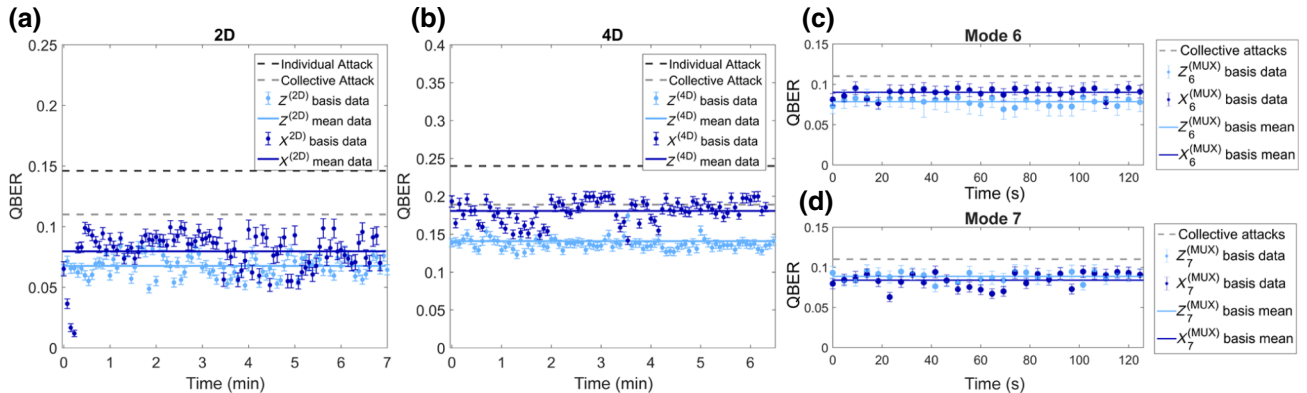 (a)
2D
QBER
0.25
0.2
0.15
0.1
0.05
0
0 1 2 3 4 5 6 7
Time (min)
Individual Attack
Collective Attack
Z^(2D) basis data
Z^(2D) mean data
X^(2D) basis data
X^(2D) mean data
(b)
4D
QBER
0.4
0.35
0.30
0.25
0.2
0.15
0.1
0.05
0
0 1 2 3 4 5 6
Time (min)
Individual Attack
Collective Attack
Z^(4D) basis data
Z^(4D) mean data
X^(4D) basis data
Z^(4D) mean data
(c)
Mode 6
QBER
0.15
0.1
0.05
0
0 20 40 60 80 100 120
Time (s)
Collective attacks
Z_6^(MUX) basis data
X_6^(MUX) basis data
Z_6^(MUX) basis mean
X_6^(MUX) basis mean
(d)
Mode 7
QBER
0.15
0.1
0.05
0
0 20 40 60 80 100 120
Time (s)
Collective attacks
Z_7^(MUX) basis data
X_7^(MUX) basis data
Z_7^(MUX) basis mean
X_7^(MUX) basis mean